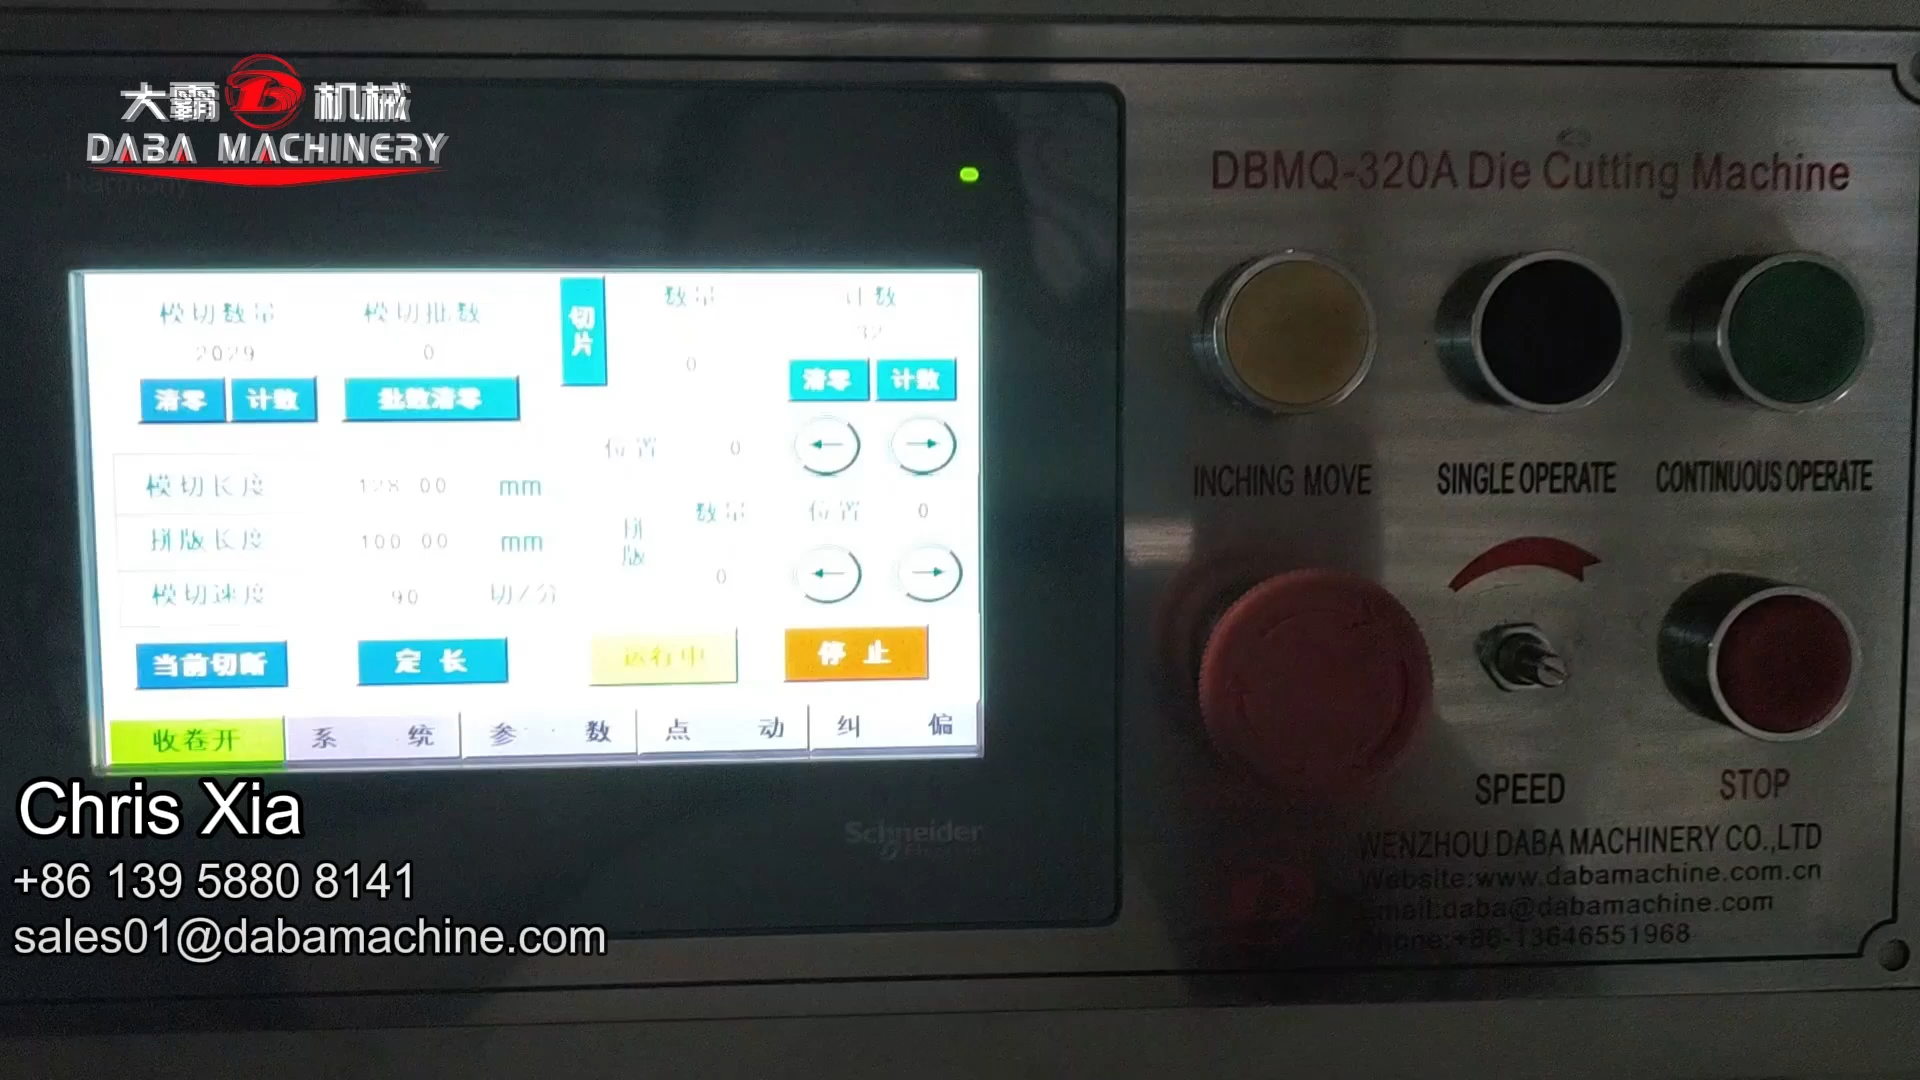 大霸 机械
DABA MACHINERY
Harmony
DBMQ-320A Die Cutting Machine
模切数量
模切批数
切片
数量
计数
2029
0
0
32
清零
计数
批数清零
清零
计数
位置
0
模切长度
128.00
mm
拼版长度
100.00
mm
拼版
数量
0
位置
0
模切速度
90
切/分
当前切断
定长
运行中
停止
收卷开
系统
参数
点动
纠偏
Schneider
INCHING MOVE
SINGLE OPERATE
CONTINUOUS OPERATE
SPEED
STOP
WENZHOU DABA MACHINERY CO.,LTD
Website:www.dabamachine.com.cn
Email:daba@dabamachine.com
Phone:+86-13646551968
Chris Xia
+86 139 5880 8141
sales01@dabamachine.com